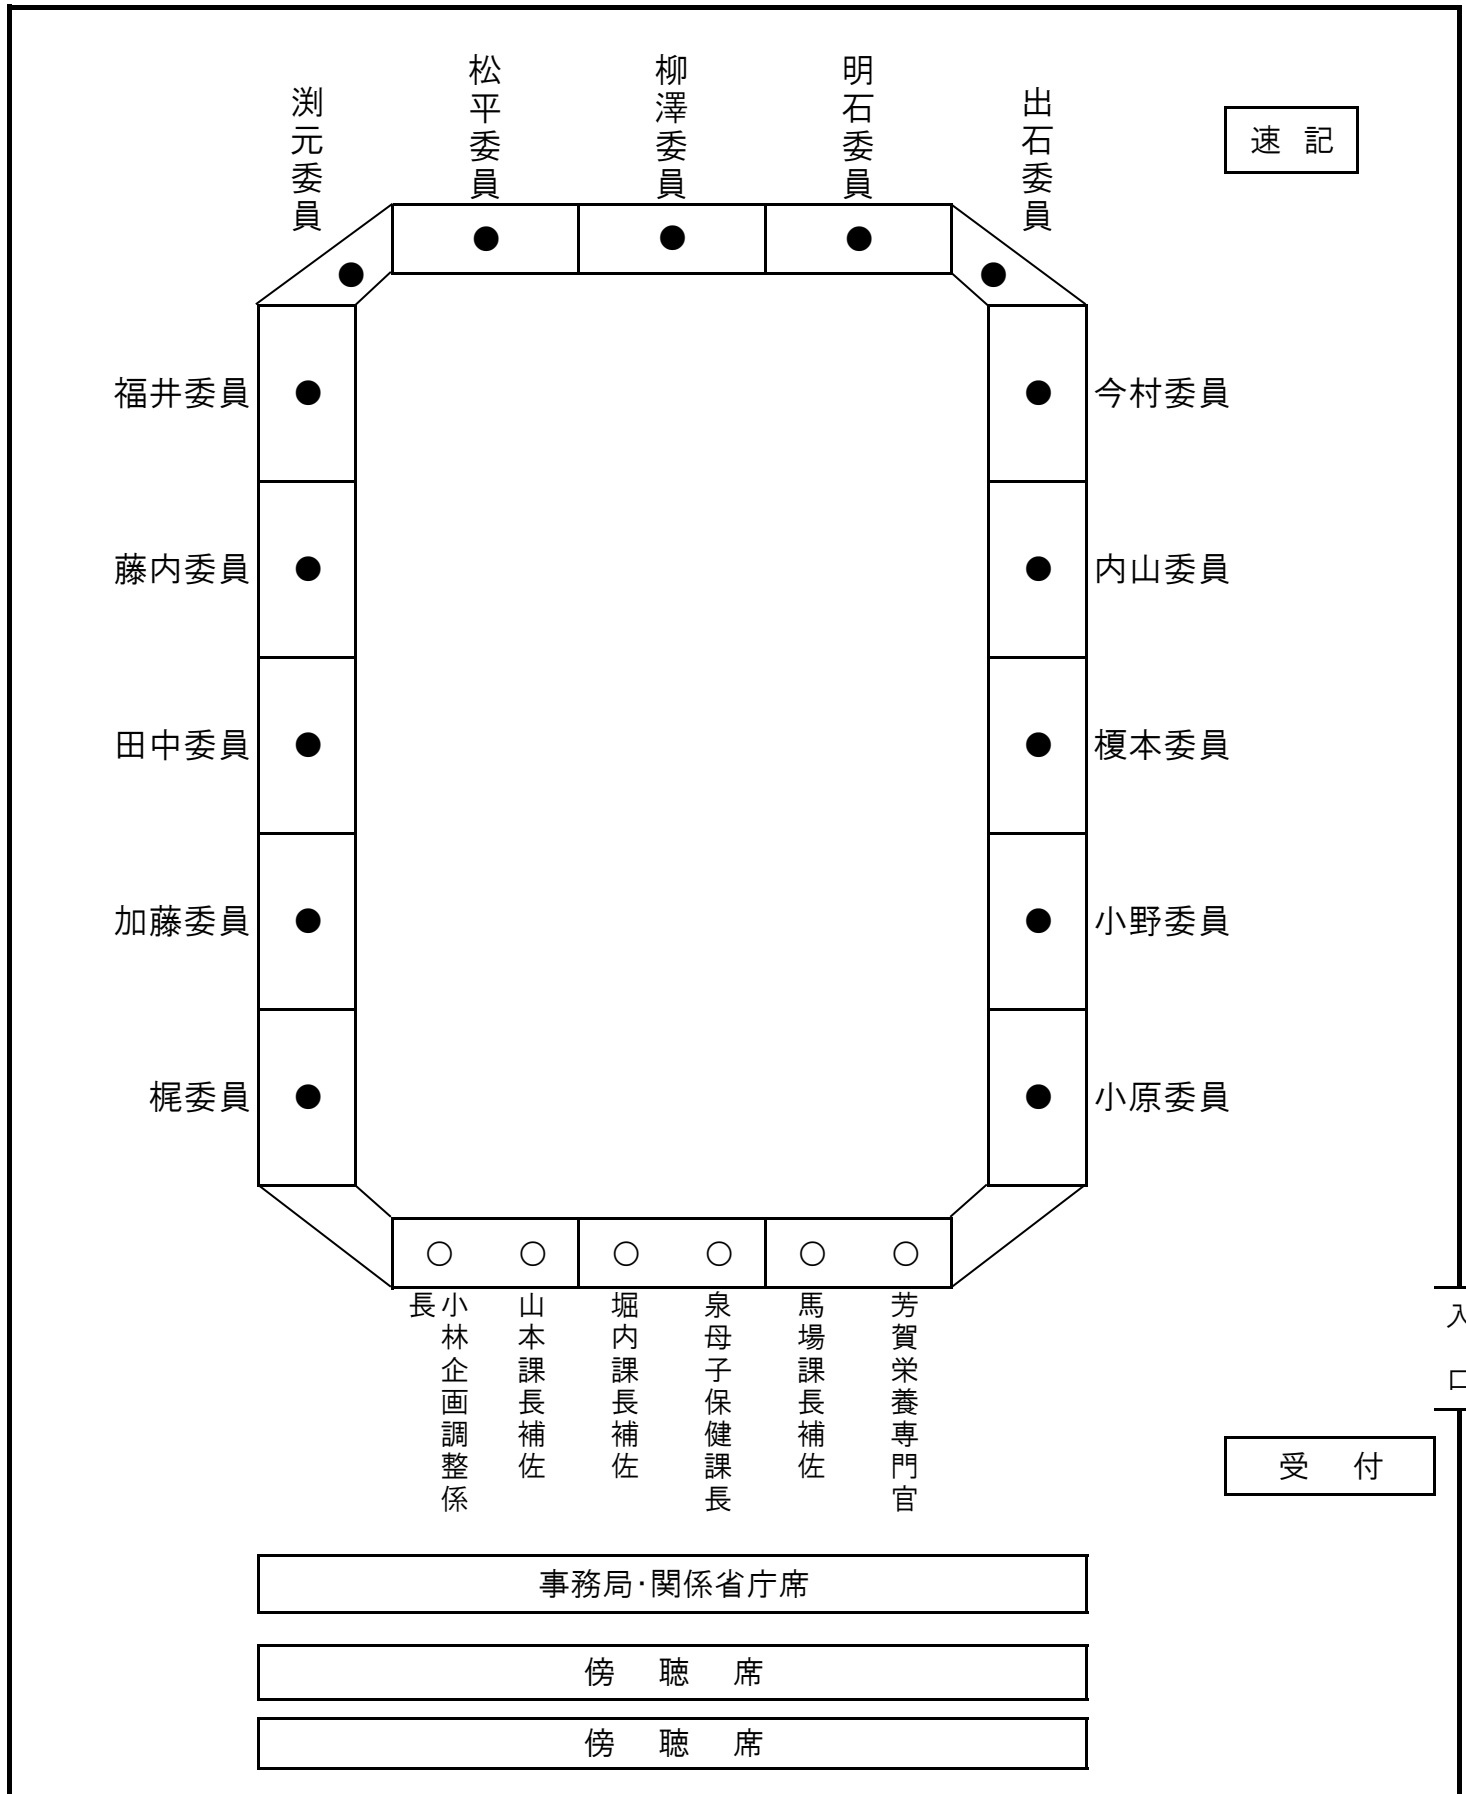 渕元委員
松平委員
柳澤委員
明石委員
出石委員
速 記
福井委員
今村委員
藤内委員
内山委員
田中委員
榎本委員
加藤委員
小野委員
梶委員
小原委員
小林企画調整係
長
山本課長補佐
堀内課長補佐
泉母子保健課長
馬場課長補佐
芳賀栄養専門官
入口
受 付
事務局･関係省庁席
傍 聴 席
傍 聴 席